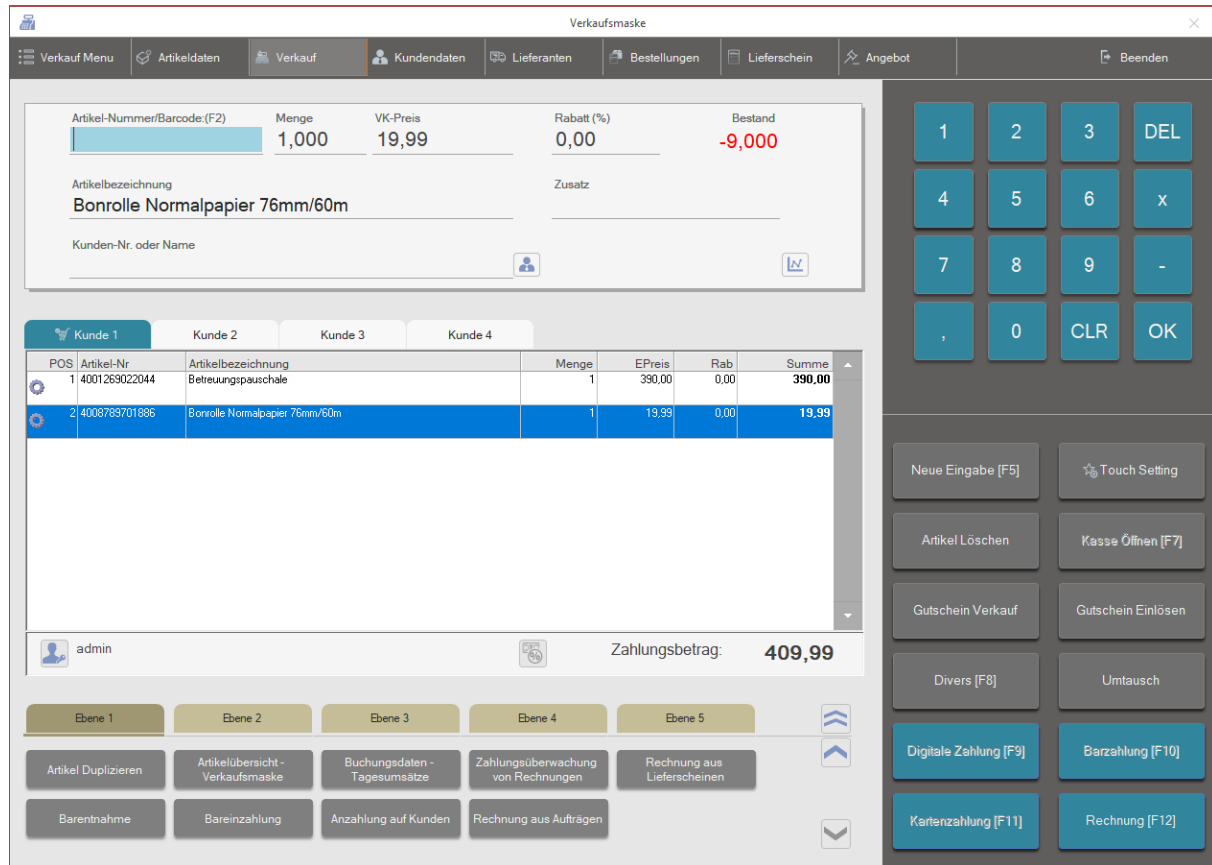 Verkaufsmaske
Verkauf Menu Artikeldaten Verkauf Kundendaten Lieferanten Bestellungen Lieferschein Angebot Beenden
Artikel-Nummer/Barcode:(F2) Menge VK-Preis Rabatt (%) Bestand
1,000 19,99 0,00 -9,000
Artikelbezeichnung Zusatz
Bonrolle Normalpapier 76mm/60m
Kunden-Nr. oder Name
Kunde 1 Kunde 2 Kunde 3 Kunde 4
POS Artikel-Nr Artikelbezeichnung Menge EPreis Rab Summe
1 4001269022044 Betreuungspauschale 1 390,00 0,00 390,00
2 4008789701886 Bonrolle Normalpapier 76mm/60m 1 19,99 0,00 19,99
admin Zahlungsbetrag: 409,99
Ebene 1 Ebene 2 Ebene 3 Ebene 4 Ebene 5
Artikel Duplizieren
Artikelübersicht -
Verkaufsmaske
Buchungsdaten -
Tagesumsätze
Zahlungsüberwachung
von Rechnungen
Rechnung aus
Lieferscheinen
Barentnahme Bareinzahlung Anzahlung auf Kunden Rechnung aus Aufträgen
1 2 3 DEL
4 5 6 x
7 8 9 -
, 0 CLR OK
Neue Eingabe [F5] Touch Setting
Artikel Löschen Kasse Öffnen [F7]
Gutschein Verkauf Gutschein Einlösen
Divers [F8] Umtausch
Digitale Zahlung [F9] Barzahlung [F10]
Kartenzahlung [F11] Rechnung [F12]